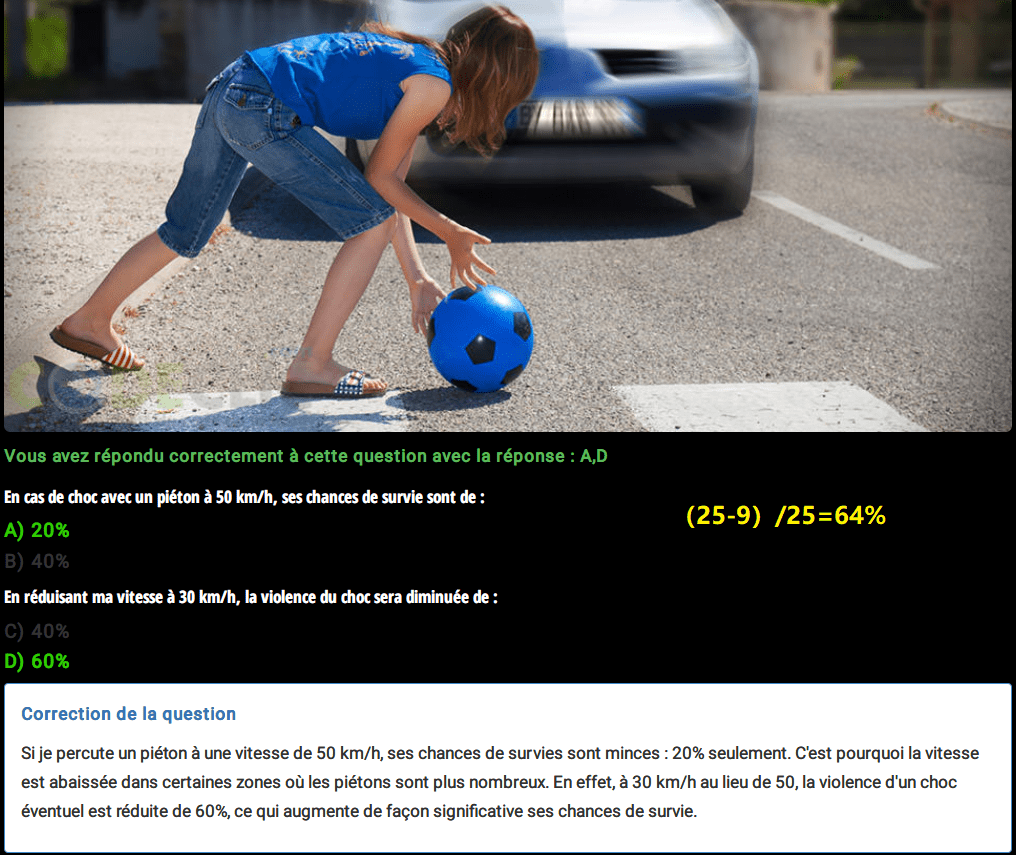 Vous avez répondu correctement à cette question avec la réponse : A,D
En cas de choc avec un piéton à 50 km/h, ses chances de survie sont de :
(25-9) /25=64%
A) 20%
B) 40%
En réduisant ma vitesse à 30 km/h, la violence du choc sera diminuée de :
C) 40%
D) 60%
Correction de la question
Si je percute un piéton à une vitesse de 50 km/h, ses chances de survies sont minces : 20% seulement. C'est pourquoi la vitesse
est abaissée dans certaines zones où les piétons sont plus nombreux. En effet, à 30 km/h au lieu de 50, la violence d'un choc
éventuel est réduite de 60%, ce qui augmente de façon significative ses chances de survie.